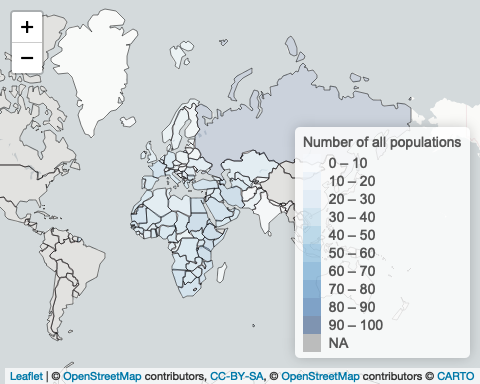 +
−
Number of all populations
0 – 10
10 – 20
20 – 30
30 – 40
40 – 50
50 – 60
60 – 70
70 – 80
80 – 90
90 – 100
NA
Leaflet | © OpenStreetMap contributors, CC-BY-SA, © OpenStreetMap contributors © CARTO